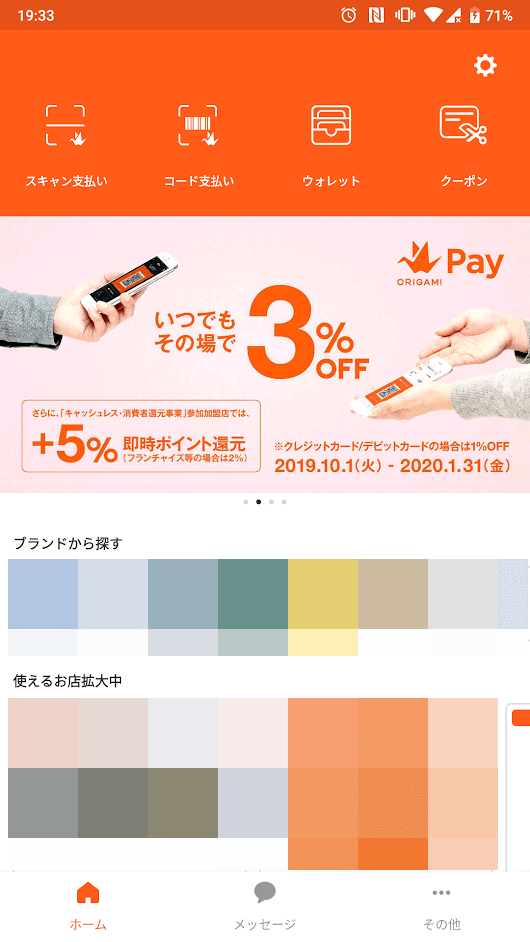 19:33
71%
スキャン支払い
コード支払い
ウォレット
クーポン
ORIGAMI
Pay
いつでも
その場で
3%
OFF
さらに、「キャッシュレス・消費者還元事業」参加加盟店では、
+5% 即時ポイント還元
(フランチャイズ等の場合は2%)
※クレジットカード/デビットカードの場合は1%OFF
2019.10.1(火) - 2020.1.31(金)
ブランドから探す
使えるお店拡大中
ホーム
メッセージ
その他